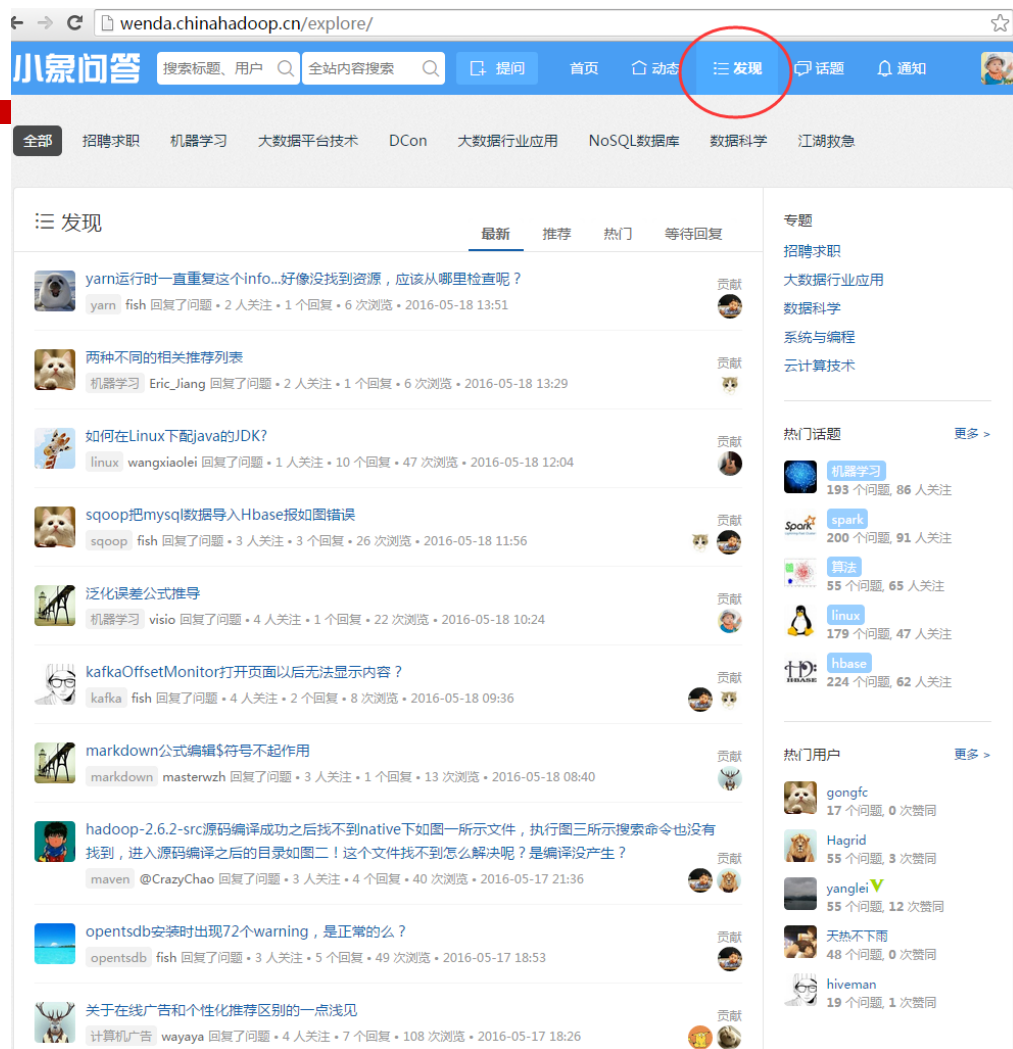 wenda.chinahadoop.cn/explore/
小象问答 搜索标题、用户 全站内容搜索 提问 首页 动态 发现 话题 通知
全部 招聘求职 机器学习 大数据平台技术 DCon 大数据行业应用 NoSQL数据库 数据科学 江湖救急
发现
最新 推荐 热门 等待回复
yarn运行时一直重复这个info...好像没找到资源，应该从哪里检查呢？
贡献
yarn fish 回复了问题 • 2 人关注 • 1 个回复 • 6 次浏览 • 2016-05-18 13:51
两种不同的相关推荐列表
贡献
机器学习 Eric_Jiang 回复了问题 • 2 人关注 • 1 个回复 • 6 次浏览 • 2016-05-18 13:29
如何在Linux下配java的JDK?
贡献
linux wangxiaolei 回复了问题 • 1 人关注 • 10 个回复 • 47 次浏览 • 2016-05-18 12:04
sqoop把mysql数据导入Hbase报如图错误
贡献
sqoop fish 回复了问题 • 3 人关注 • 3 个回复 • 26 次浏览 • 2016-05-18 11:56
泛化误差公式推导
贡献
机器学习 visio 回复了问题 • 4 人关注 • 1 个回复 • 22 次浏览 • 2016-05-18 10:24
kafkaOffsetMonitor打开页面以后无法显示内容？
贡献
kafka fish 回复了问题 • 4 人关注 • 2 个回复 • 8 次浏览 • 2016-05-18 09:36
markdown公式编辑$符号不起作用
贡献
markdown masterwzh 回复了问题 • 3 人关注 • 1 个回复 • 13 次浏览 • 2016-05-18 08:40
hadoop-2.6.2-src源码编译成功之后找不到native下如图一所示文件，执行图三所示搜索命令也没有
找到，进入源码编译之后的目录如图二！这个文件找不到怎么解决呢？是编译没产生？
贡献
maven @CrazyChao 回复了问题 • 3 人关注 • 4 个回复 • 40 次浏览 • 2016-05-17 21:36
opentsdb安装时出现72个warning，是正常的么？
贡献
opentsdb fish 回复了问题 • 3 人关注 • 5 个回复 • 49 次浏览 • 2016-05-17 18:53
关于在线广告和个性化推荐区别的一点浅见
贡献
计算机广告 wayaya 回复了问题 • 4 人关注 • 7 个回复 • 108 次浏览 • 2016-05-17 18:26
专题
招聘求职
大数据行业应用
数据科学
系统与编程
云计算技术
热门话题 更多 >
机器学习
193 个问题, 86 人关注
Spark
spark
200 个问题, 91 人关注
算法
55 个问题, 65 人关注
linux
179 个问题, 47 人关注
HBASE
hbase
224 个问题, 62 人关注
热门用户 更多 >
gongfc
17 个问题, 0 次赞同
Hagrid
55 个问题, 3 次赞同
yanglei
55 个问题, 12 次赞同
天热不下雨
48 个问题, 0 次赞同
hiveman
19 个问题, 1 次赞同